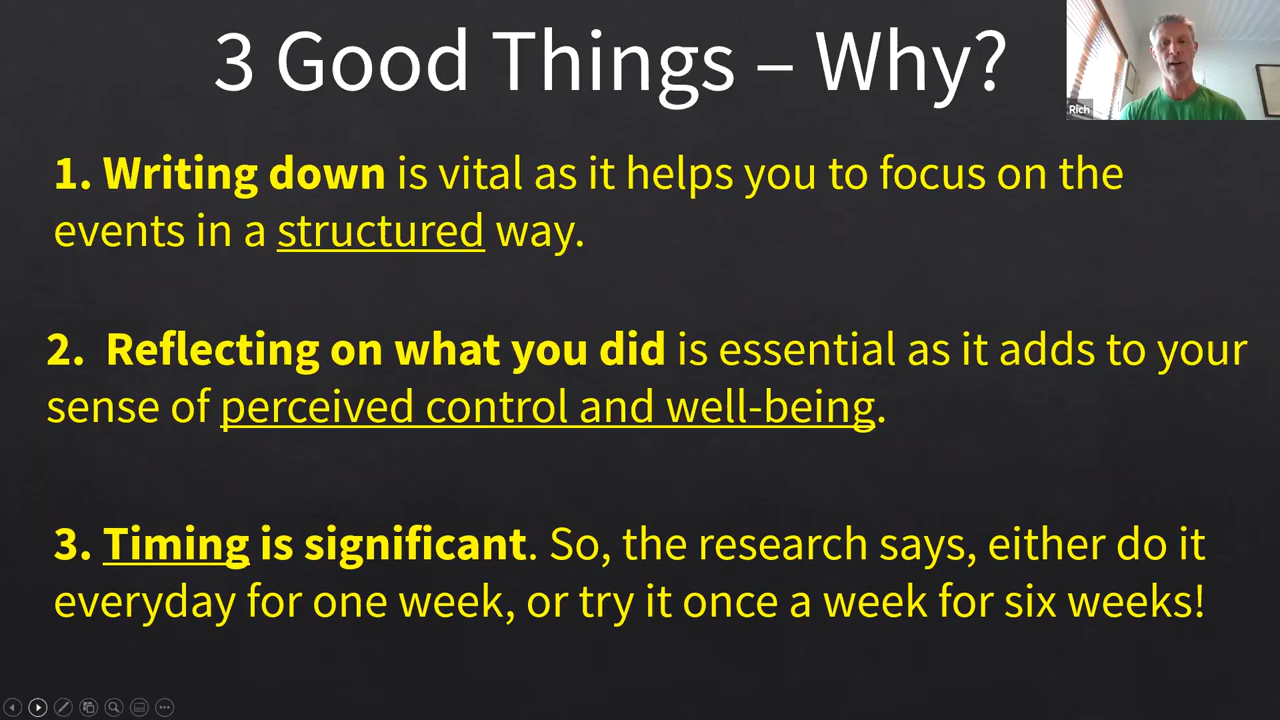 3 Good Things – Why?
Rich
1. Writing down is vital as it helps you to focus on the
events in a structured way.
2. Reflecting on what you did is essential as it adds to your
sense of perceived control and well-being.
3. Timing is significant. So, the research says, either do it
everyday for one week, or try it once a week for six weeks!